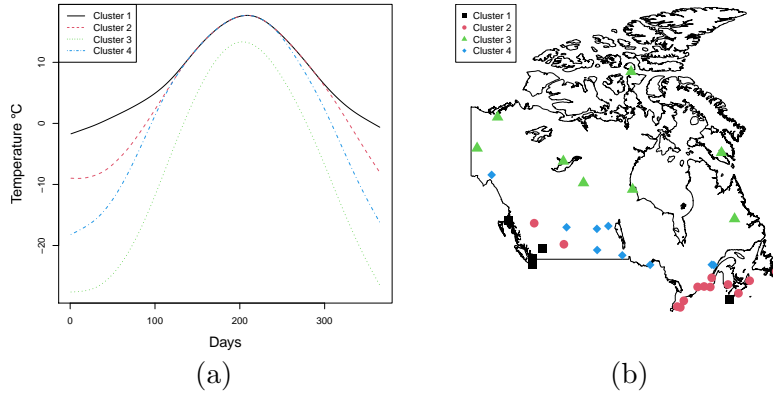 Cluster 1
Cluster 2
Cluster 3
Cluster 4
Temperature °C
−20
−10
0
10
0
100
200
300
Days
(a)
Cluster 1
Cluster 2
Cluster 3
Cluster 4
(b)